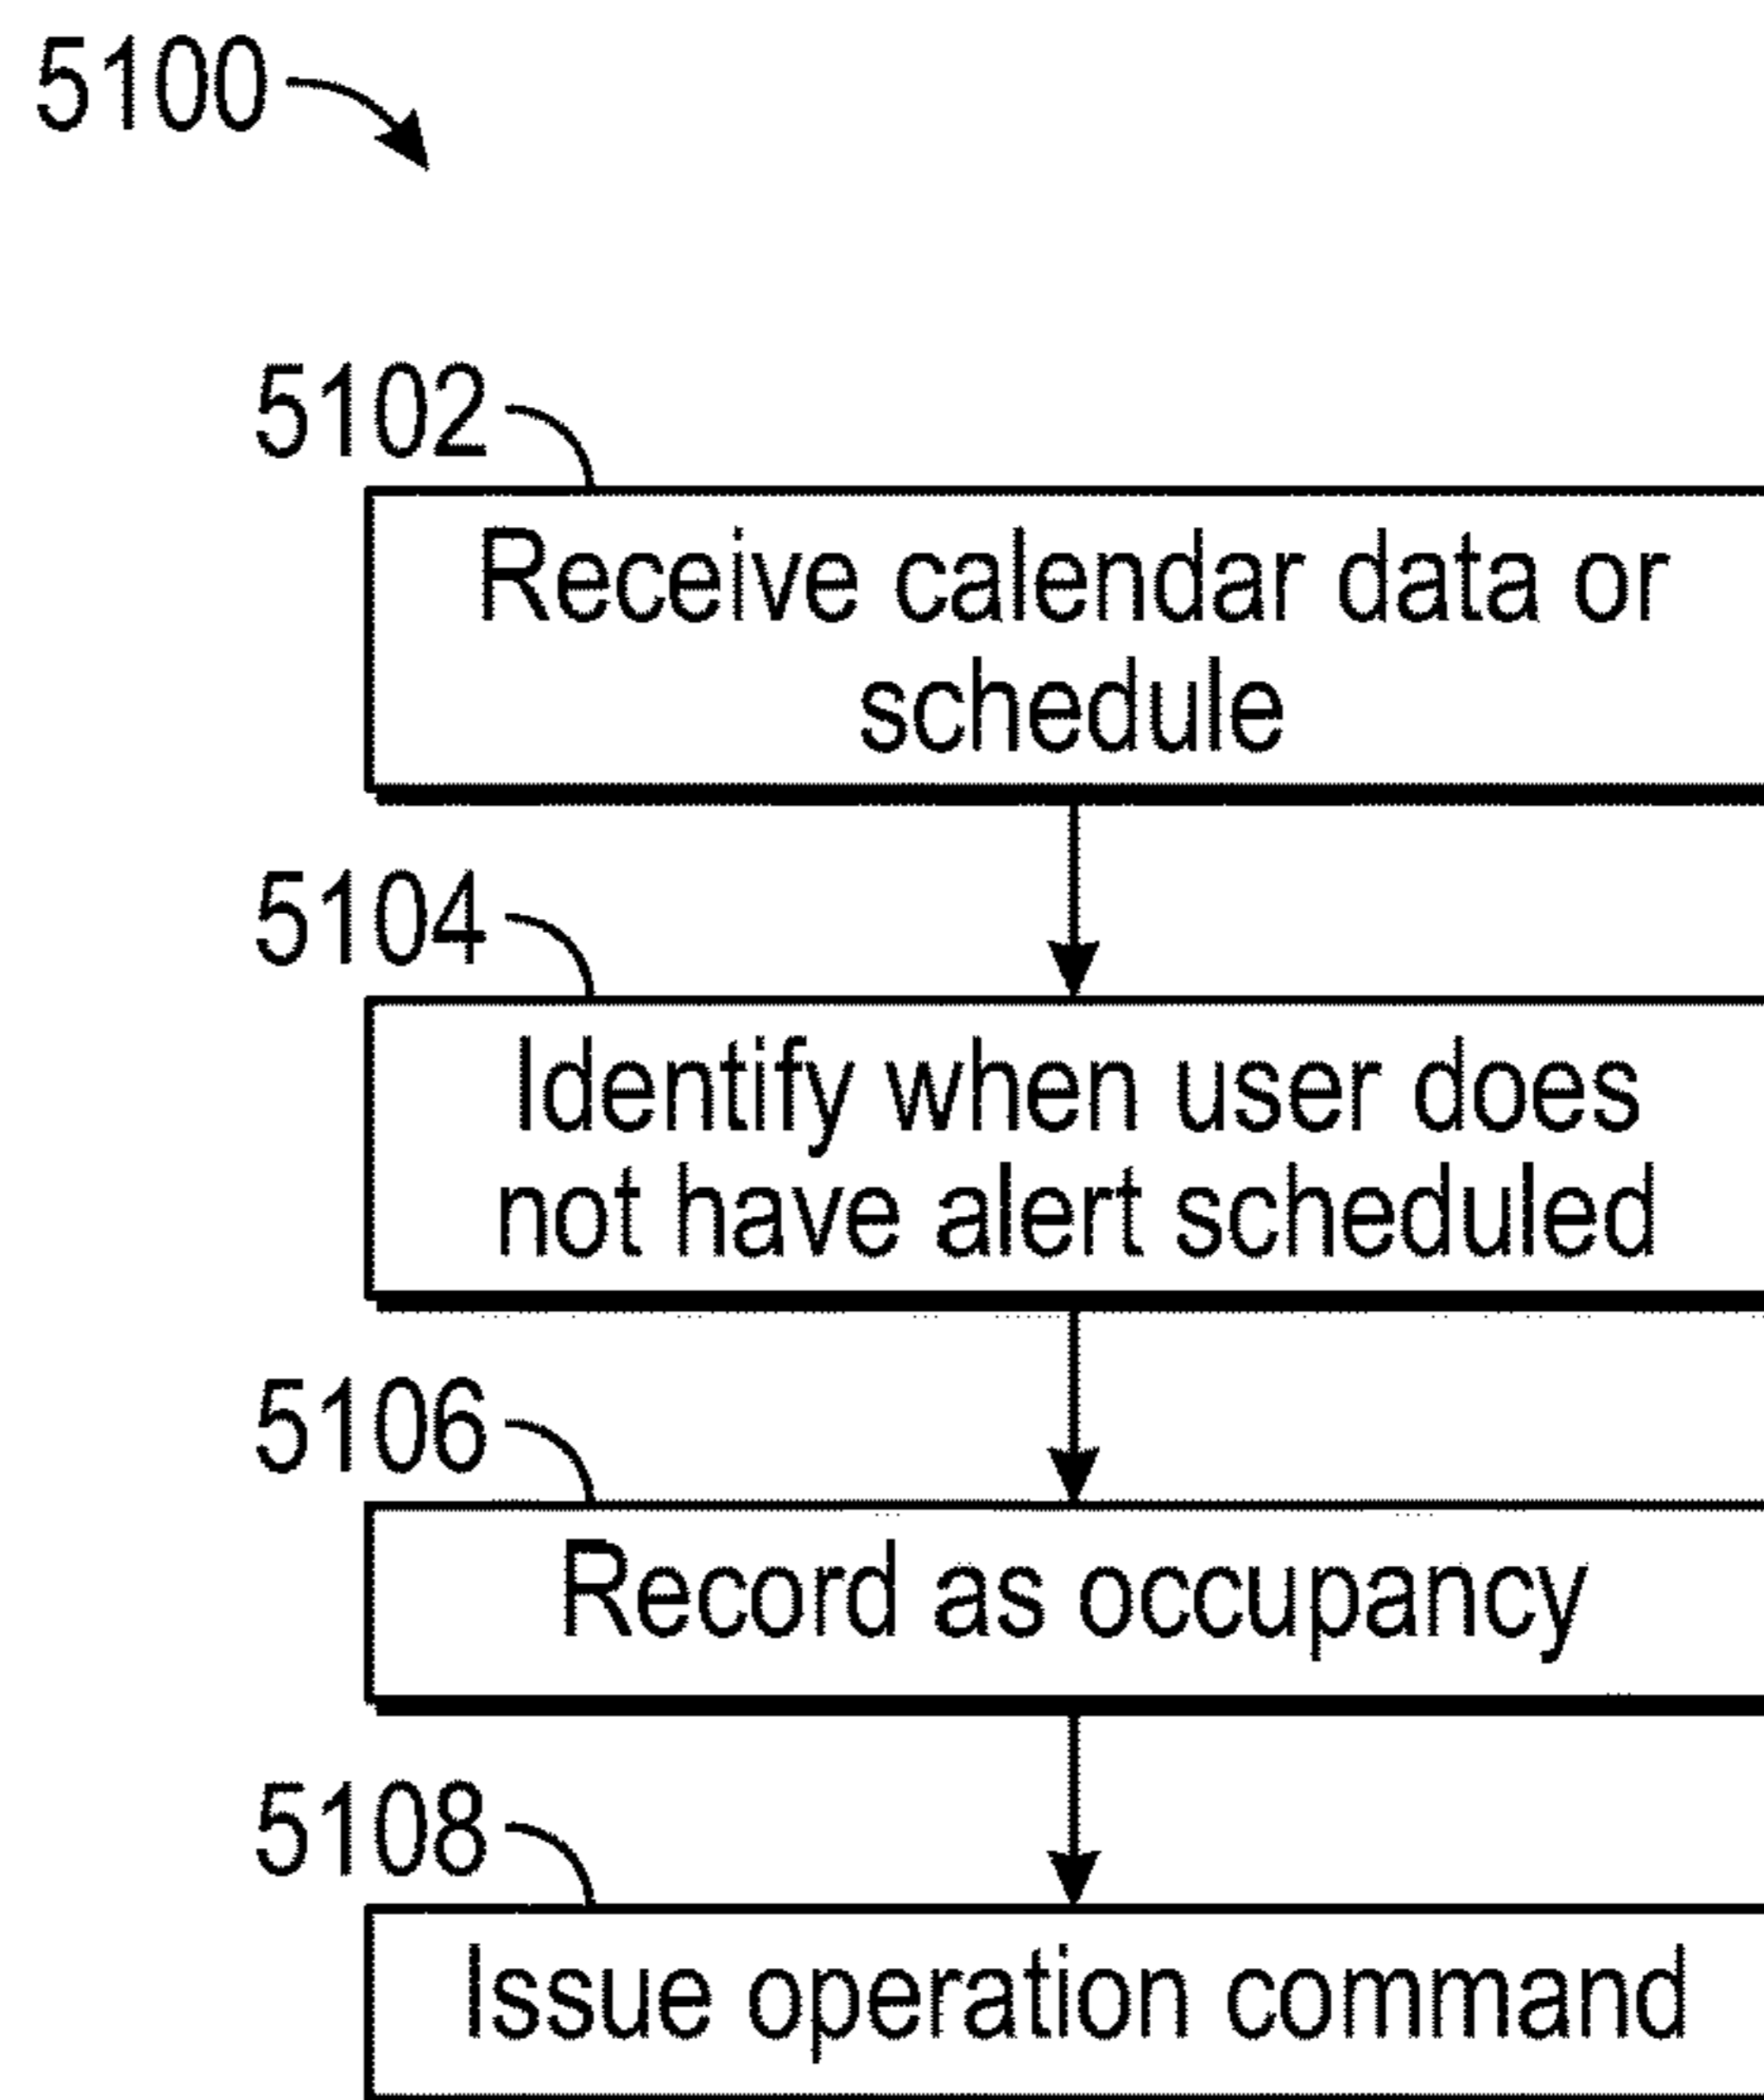 5100
5102
Receive calendar data or
schedule
5104
Identify when user does
not have alert scheduled
5106
Record as occupancy
5108
Issue operation command